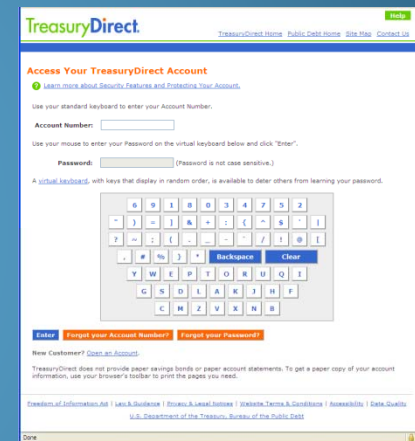 Help
TreasuryDirect.
TreasuryDirect Home Public Debt Home Site Map Contact Us
Access Your TreasuryDirect Account
Learn more about Security Features and Protecting Your Account.
Use your standard keyboard to enter your Account Number.
Account Number:
Use your mouse to enter your Password on the virtual keyboard below and click "Enter".
Password: (Password is not case sensitive.)
A virtual keyboard, with keys that display in random order, is available to deter others from learning your password.
6 9 1 8 0 3 4 7 5 2
) = ] & + : { ^ $ |
? ~ ; ( . _ - / ! @ [
, # % } * Backspace Clear
Y W E P T O R U Q I
G S D L A K J H F
C M Z V X N B
Enter Forgot your Account Number? Forgot your Password?
New Customer? Open an Account.
TreasuryDirect does not provide paper savings bonds or paper account statements. To get a paper copy of your account
information, use your browser's toolbar to print the pages you need.
Freedom of Information Act | Law & Guidance | Privacy & Legal Notices | Website Terms & Conditions | Accessibility | Data Quality
U.S. Department of the Treasury, Bureau of the Public Debt
Done